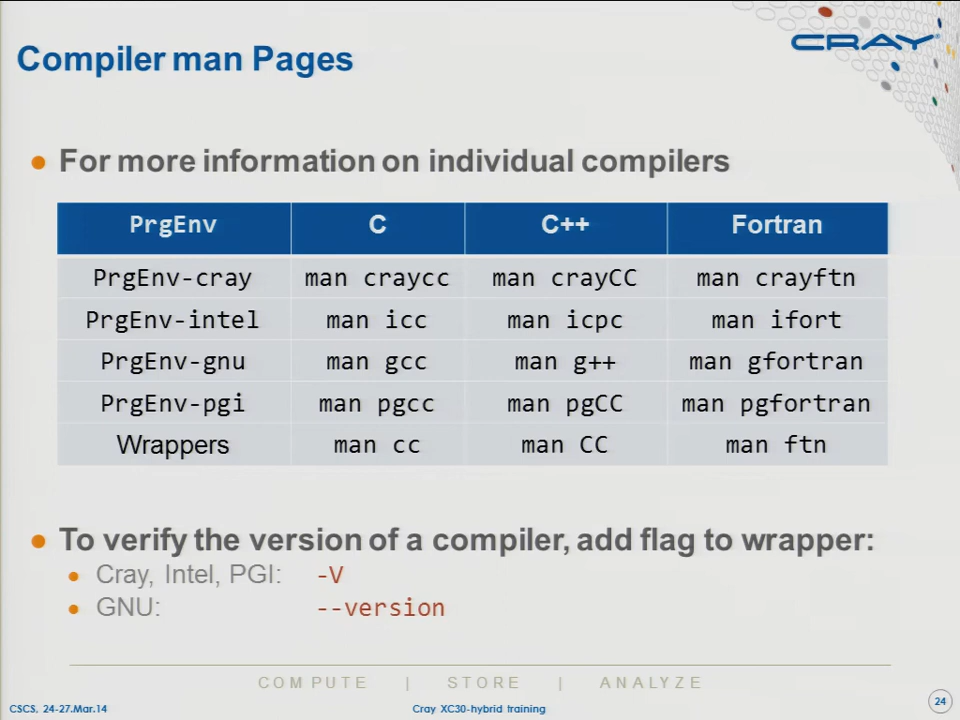 CRAY
Compiler man Pages
• For more information on individual compilers
PrgEnv C C++ Fortran
PrgEnv-cray man craycc man crayCC man crayftn
PrgEnv-intel man icc man icpc man ifort
PrgEnv-gnu man gcc man g++ man gfortran
PrgEnv-pgi man pgcc man pgCC man pgfortran
Wrappers man cc man CC man ftn
• To verify the version of a compiler, add flag to wrapper:
• Cray, Intel, PGI: -V
• GNU: --version
COMPUTE | STORE | ANALYZE
CSCS, 24-27.Mar.14 Cray XC30-hybrid training 24